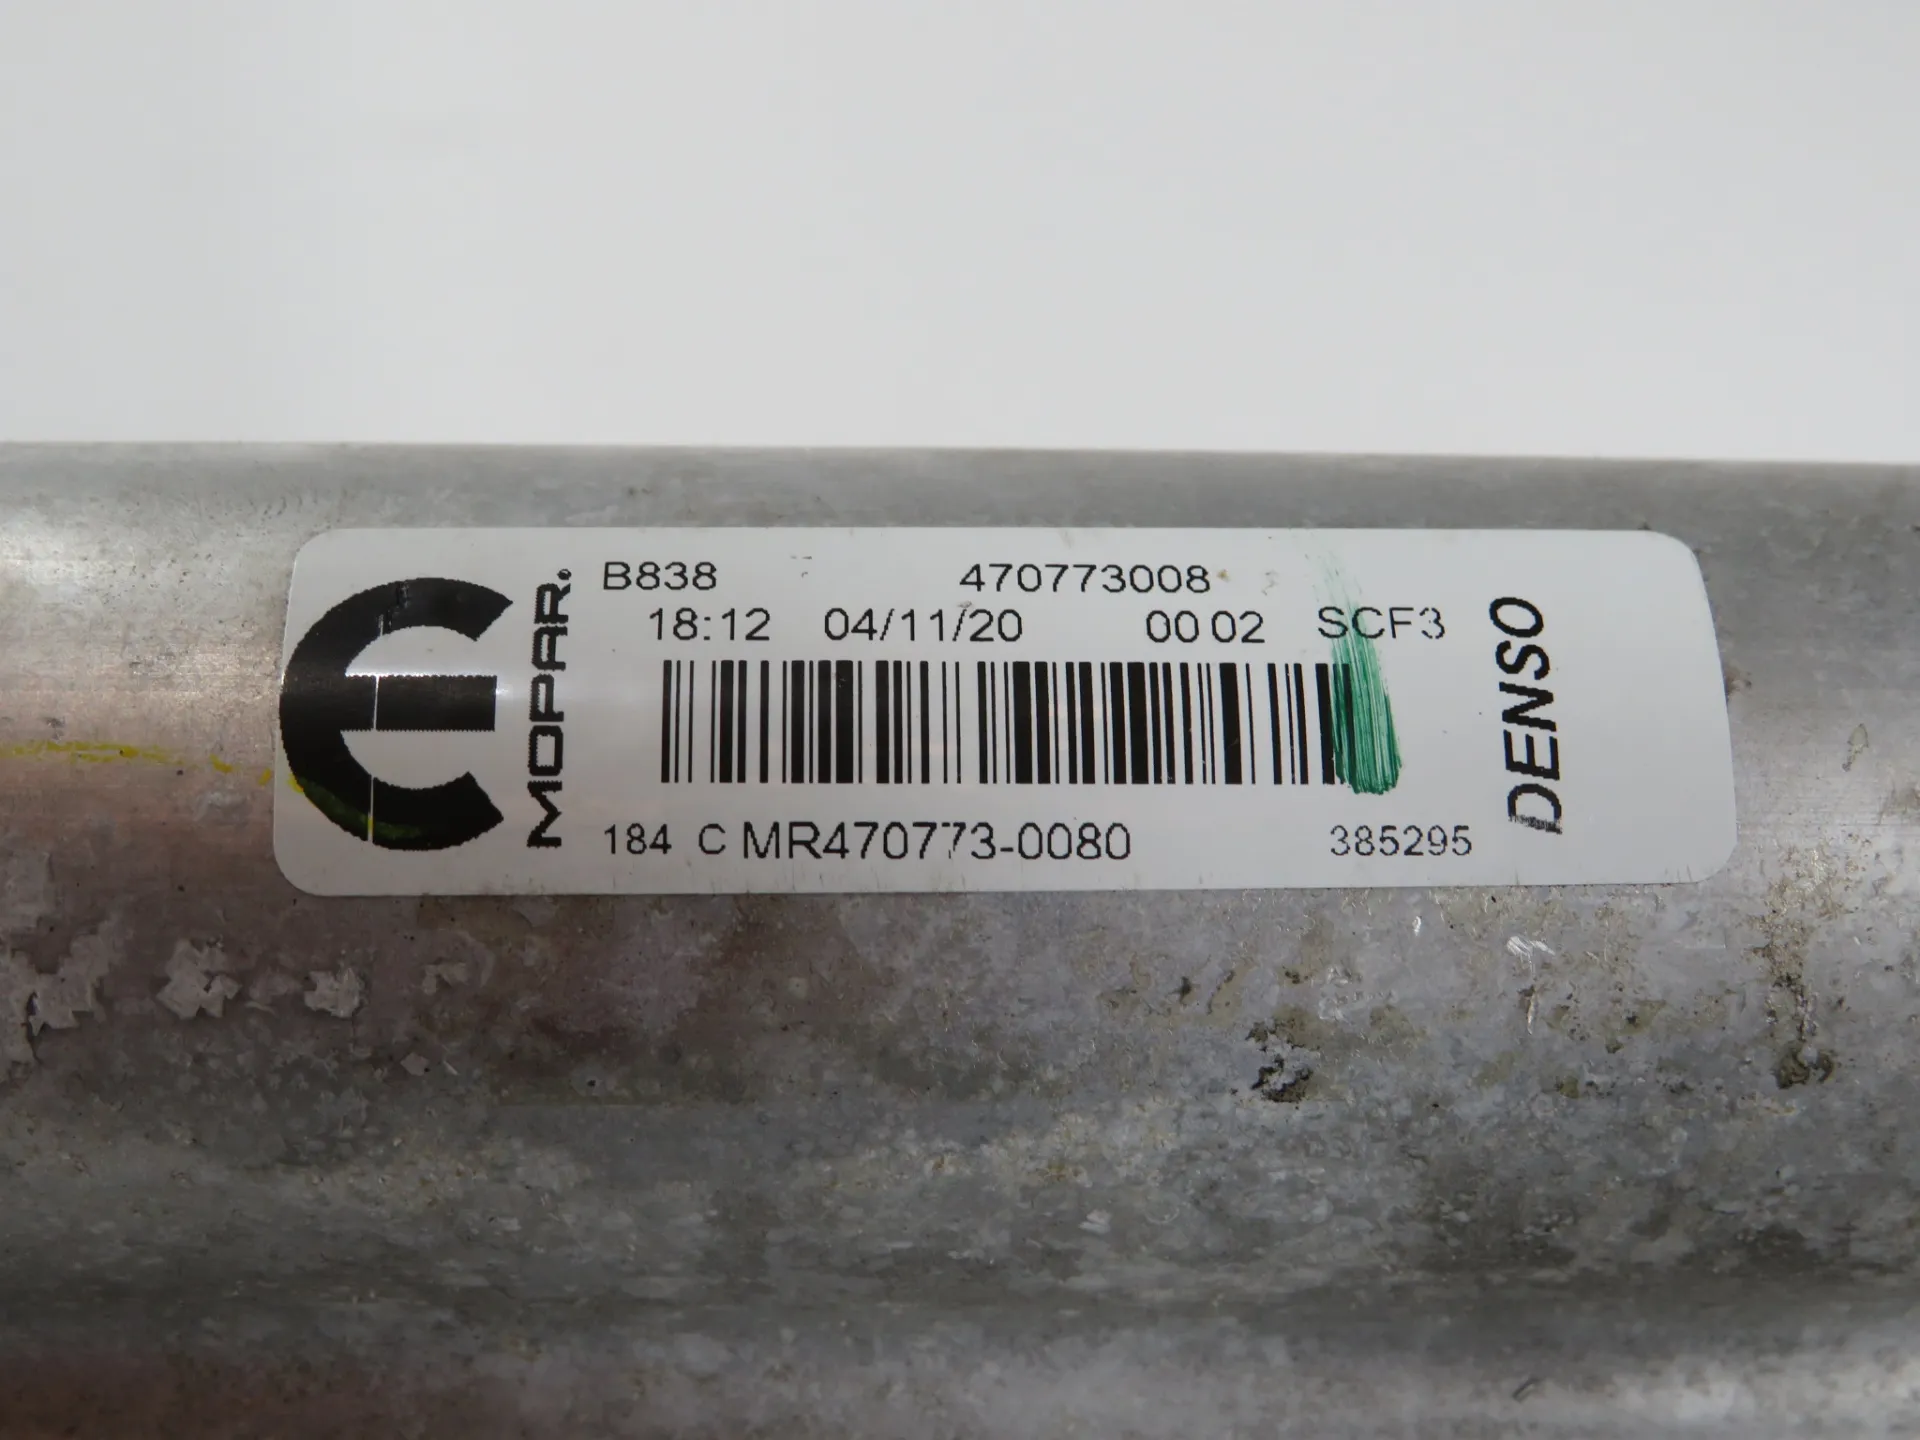 MOPAR.
B838 470773008
18:12 04/11/20 00 02 SCF3
184 C MR470773-0080 385295
DENSO